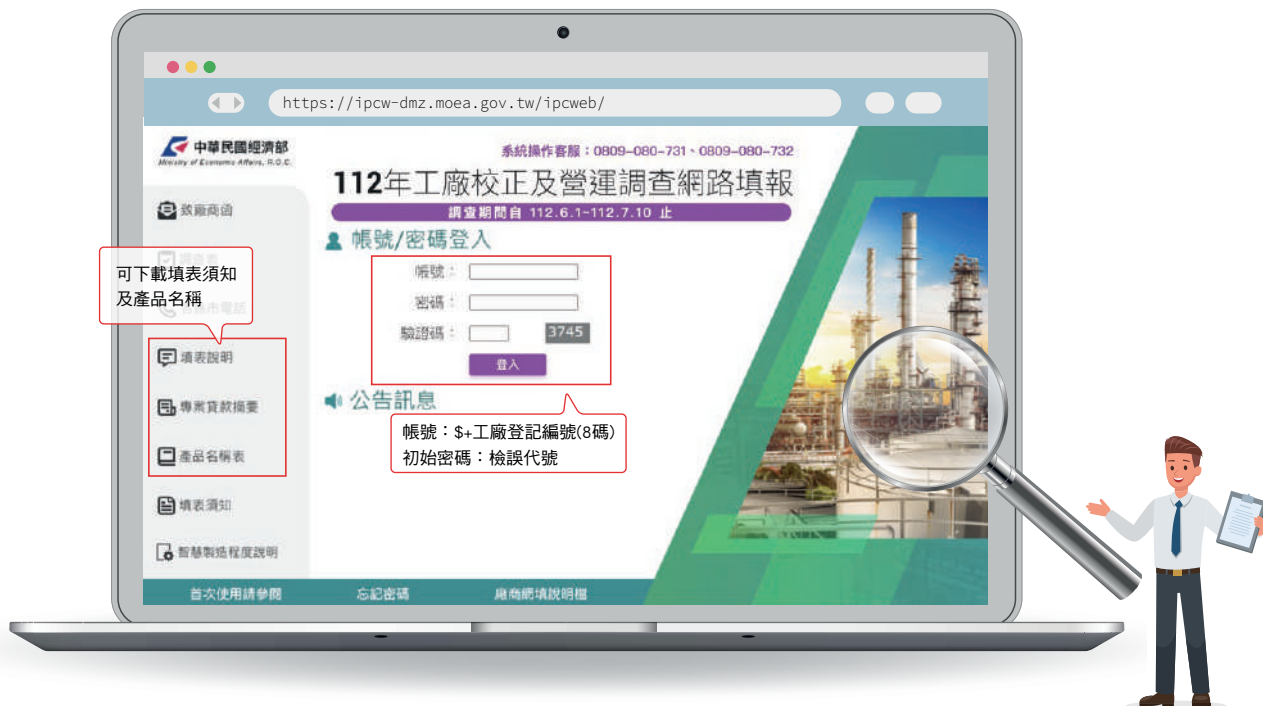 https://ipcw-dmz.moea.gov.tw/ipcweb/
中華民國經濟部
Ministry of Economic Affairs, R.O.C.
系統操作客服：0809-080-731、0809-080-732
112年工廠校正及營運調查網路填報
調查期間自 112.6.1~112.7.10 止
致廠商函
帳號/密碼登入
可下載填表須知
及產品名稱
帳號：
密碼：
驗證碼：
3745
登入
填表說明
專案貸款摘要
產品名稱表
填表須知
智慧製造程度說明
公告訊息
帳號：$+工廠登記編號(8碼)
初始密碼：檢誤代號
首次使用請參閱
忘記密碼
廠商網填說明檔